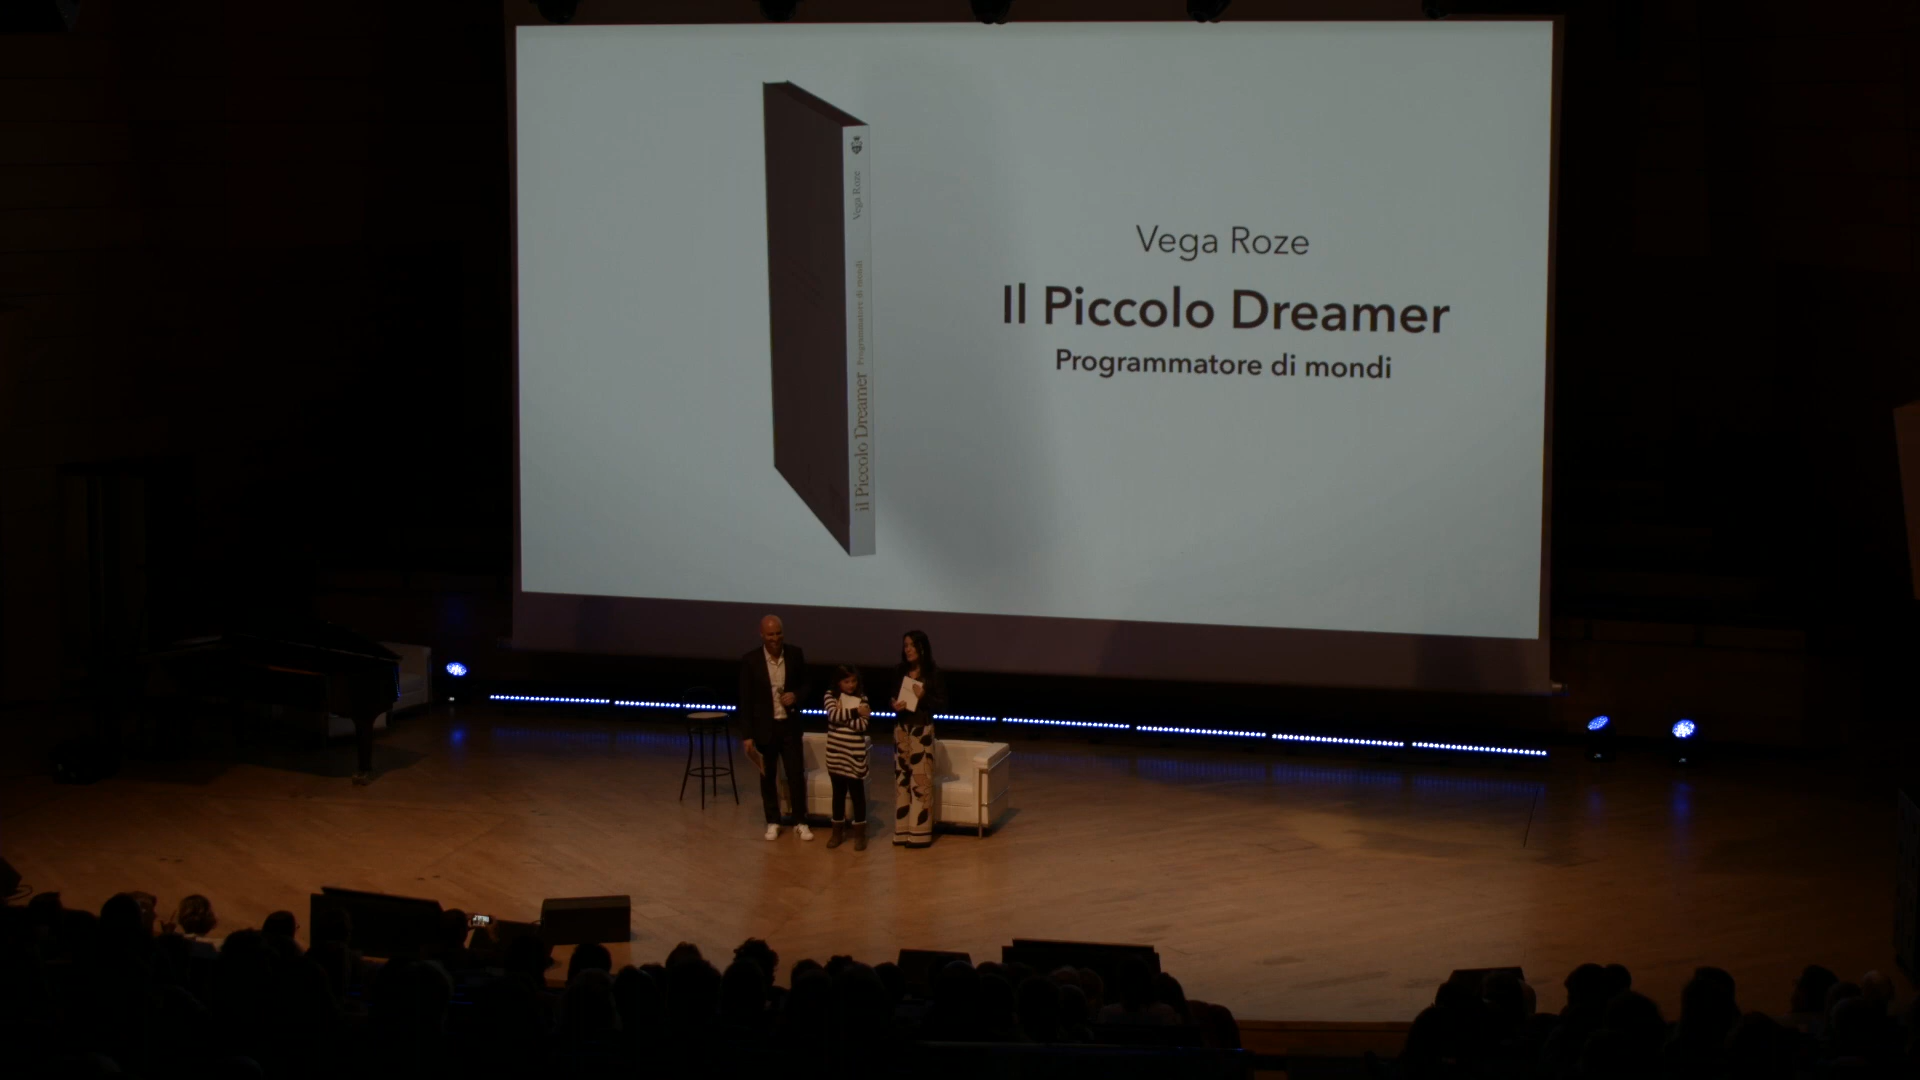 Vega Roze
Il Piccolo Dreamer
Programmatore di mondi
il Piccolo Dreamer Programmatore di mondi Vega Roze